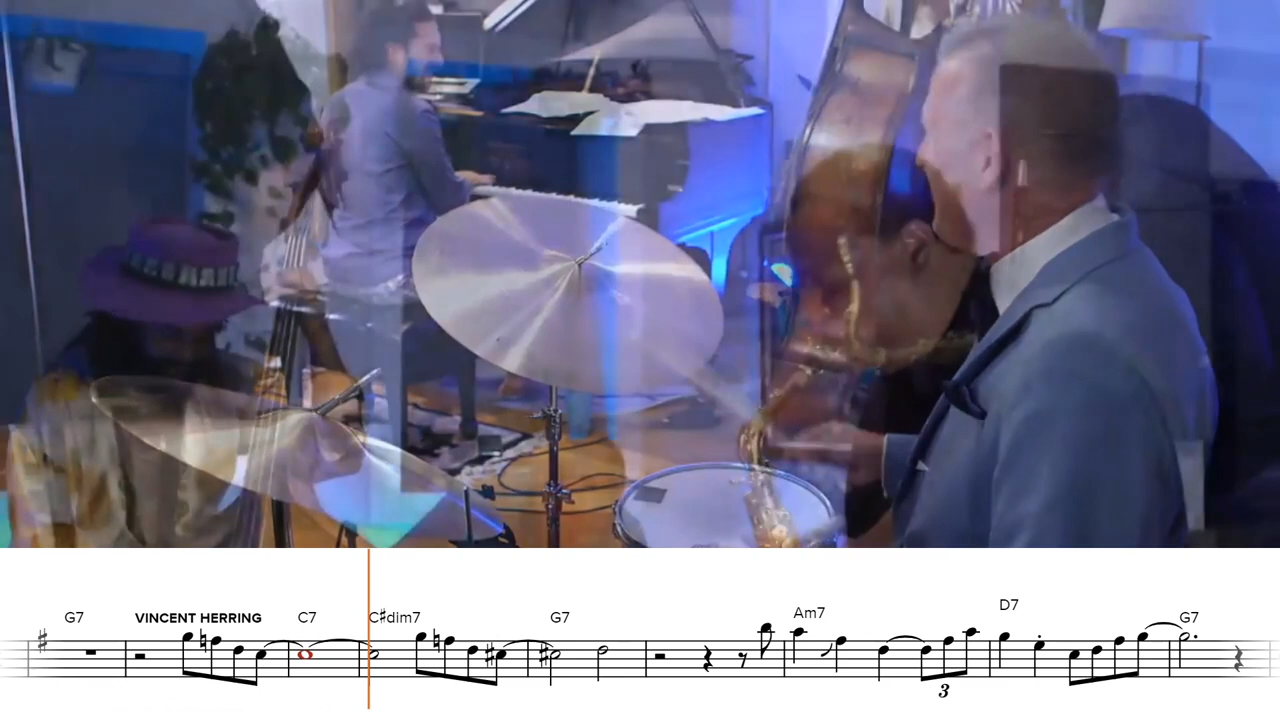 G7 VINCENT HERRING C7 C♯dim7 G7 Am7 D7 G7
3